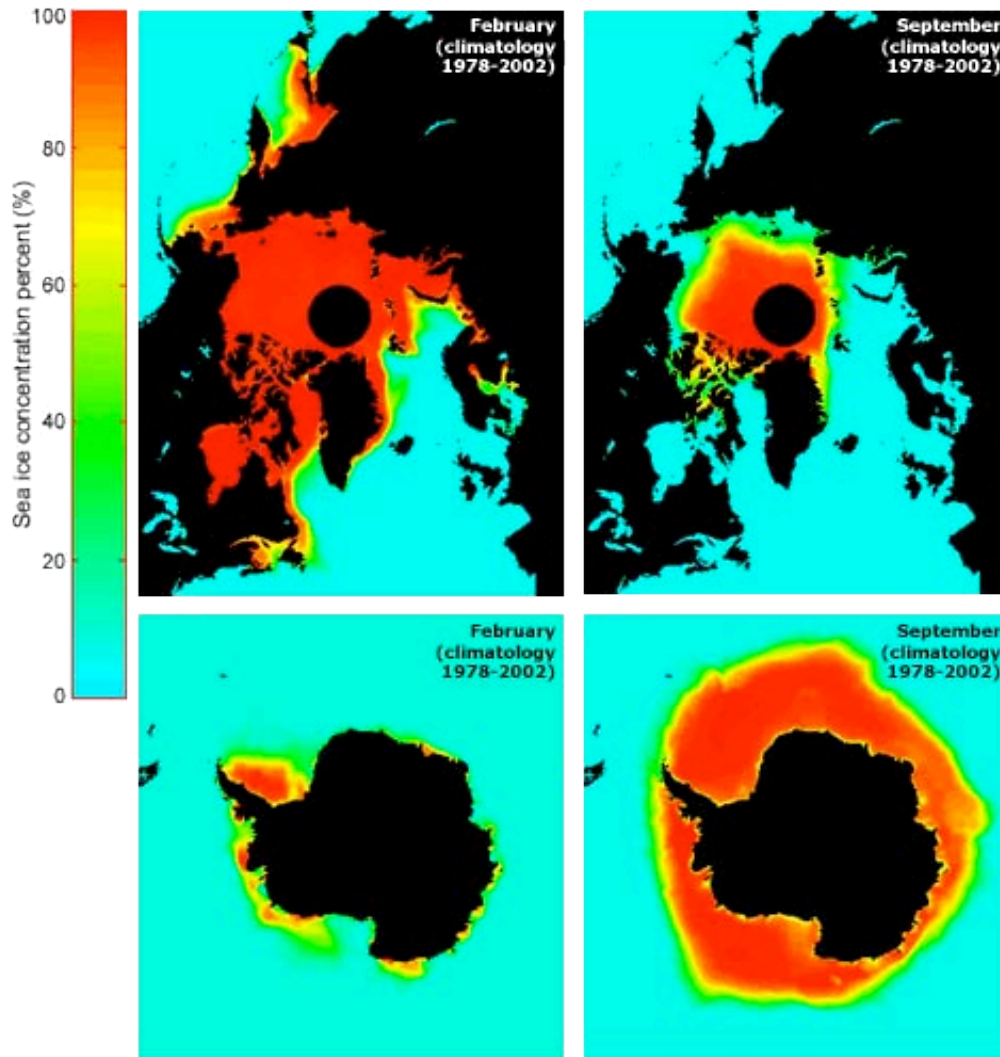 100
80
60
40
20
0
Sea ice concentration percent (%)
February
(climatology
1978-2002)
September
(climatology
1978-2002)
February
(climatology
1978-2002)
September
(climatology
1978-2002)